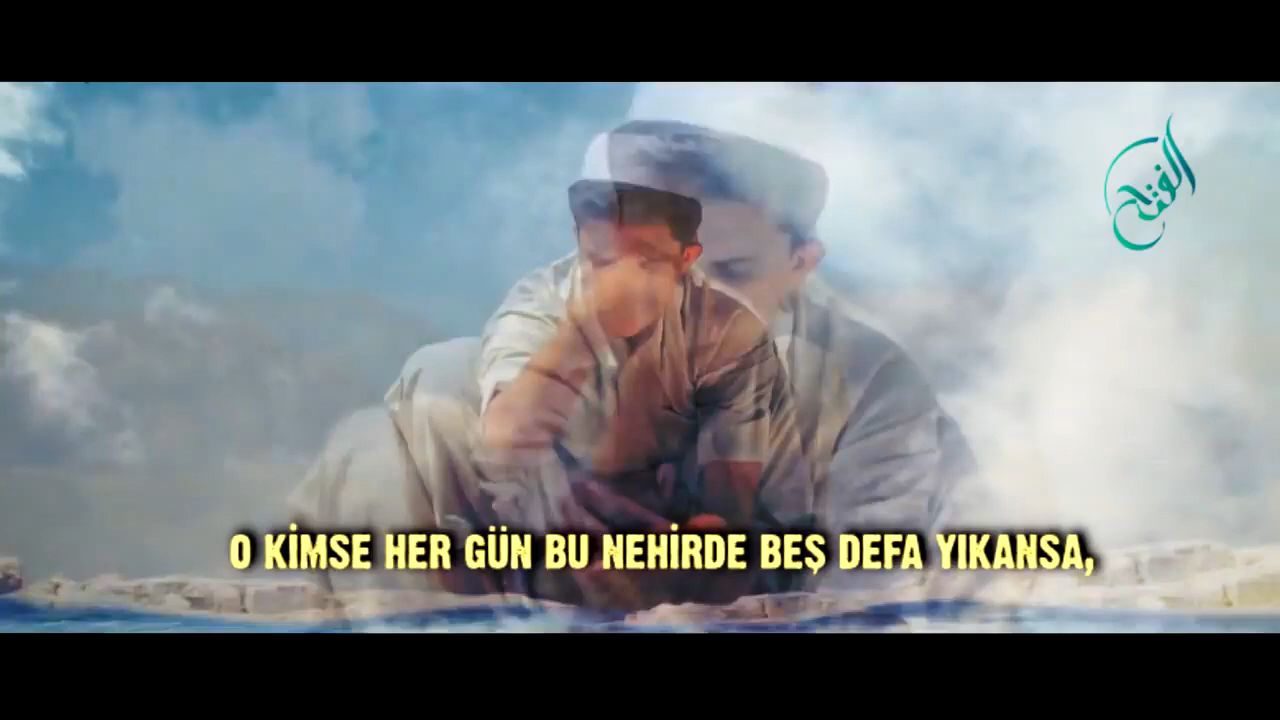 الفتح
O KİMSE HER GÜN BU NEHİRDE BEŞ DEFA YIKANSA,